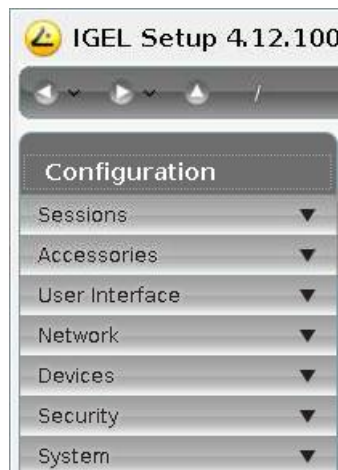 IGEL Setup 4.12.100
/
Configuration
Sessions
Accessories
User Interface
Network
Devices
Security
System